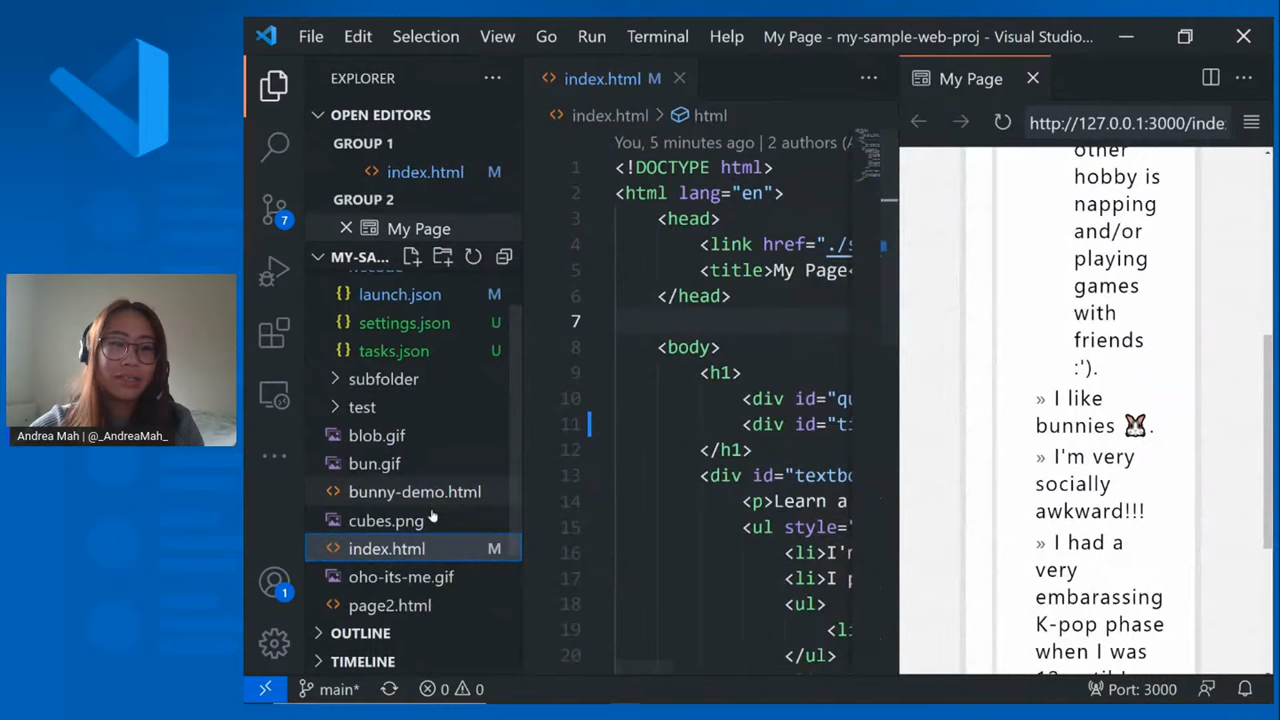 File Edit Selection View Go Run Terminal Help My Page - my-sample-web-proj - Visual Studio...
EXPLORER
OPEN EDITORS
GROUP 1
index.html M
GROUP 2
My Page
MY-SA...
launch.json M
settings.json U
tasks.json U
subfolder
test
blob.gif
bun.gif
bunny-demo.html
cubes.png
index.html M
oho-its-me.gif
page2.html
OUTLINE
TIMELINE
7
1
index.html M
index.html > html
You, 5 minutes ago | 2 authors (
1 <!DOCTYPE html>
2 <html lang="en">
3 <head>
4 <link href="./
5 <title>My Page<
6 </head>
7
8 <body>
9 <h1>
10 <div id="qu
11 <div id="ti
12 </h1>
13 <div id="textbo
14 <p>Learn a
15 <ul style="
16 <li>I'm
17 <li>I p
18 <ul>
19 <li
20 </ul>
My Page
http://127.0.0.1:3000/inde
other
hobby is
napping
and/or
playing
games
with
friends
:').
» I like
bunnies 🐰.
» I'm very
socially
awkward!!!
» I had a
very
embarassing
K-pop phase
when I was
Andrea Mah | @_AndreaMah_
main* 0 0 Port: 3000